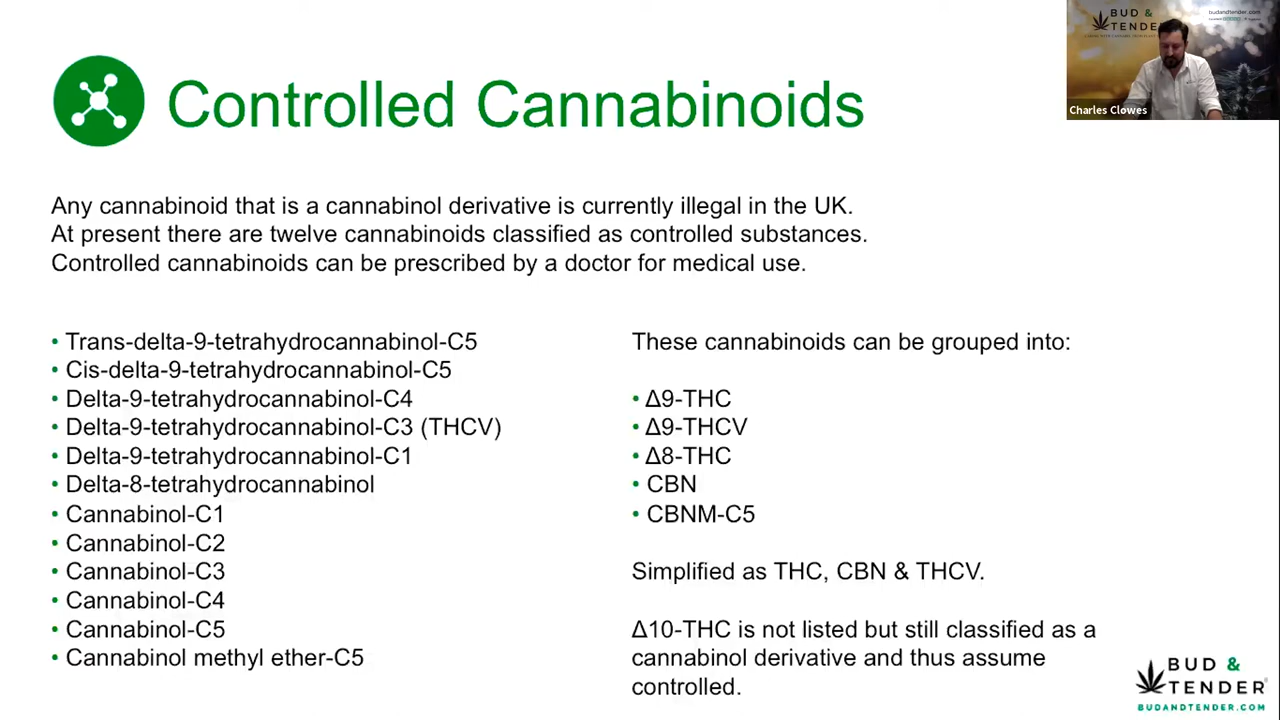 BUD &
TENDER
budandtender.com
Charles Clowes
Controlled Cannabinoids
Any cannabinoid that is a cannabinol derivative is currently illegal in the UK.
At present there are twelve cannabinoids classified as controlled substances.
Controlled cannabinoids can be prescribed by a doctor for medical use.
• Trans-delta-9-tetrahydrocannabinol-C5
• Cis-delta-9-tetrahydrocannabinol-C5
• Delta-9-tetrahydrocannabinol-C4
• Delta-9-tetrahydrocannabinol-C3 (THCV)
• Delta-9-tetrahydrocannabinol-C1
• Delta-8-tetrahydrocannabinol
• Cannabinol-C1
• Cannabinol-C2
• Cannabinol-C3
• Cannabinol-C4
• Cannabinol-C5
• Cannabinol methyl ether-C5
These cannabinoids can be grouped into:
• Δ9-THC
• Δ9-THCV
• Δ8-THC
• CBN
• CBNM-C5
Simplified as THC, CBN & THCV.
Δ10-THC is not listed but still classified as a
cannabinol derivative and thus assume
controlled.
BUD &
TENDER®
BUDANDTENDER.COM